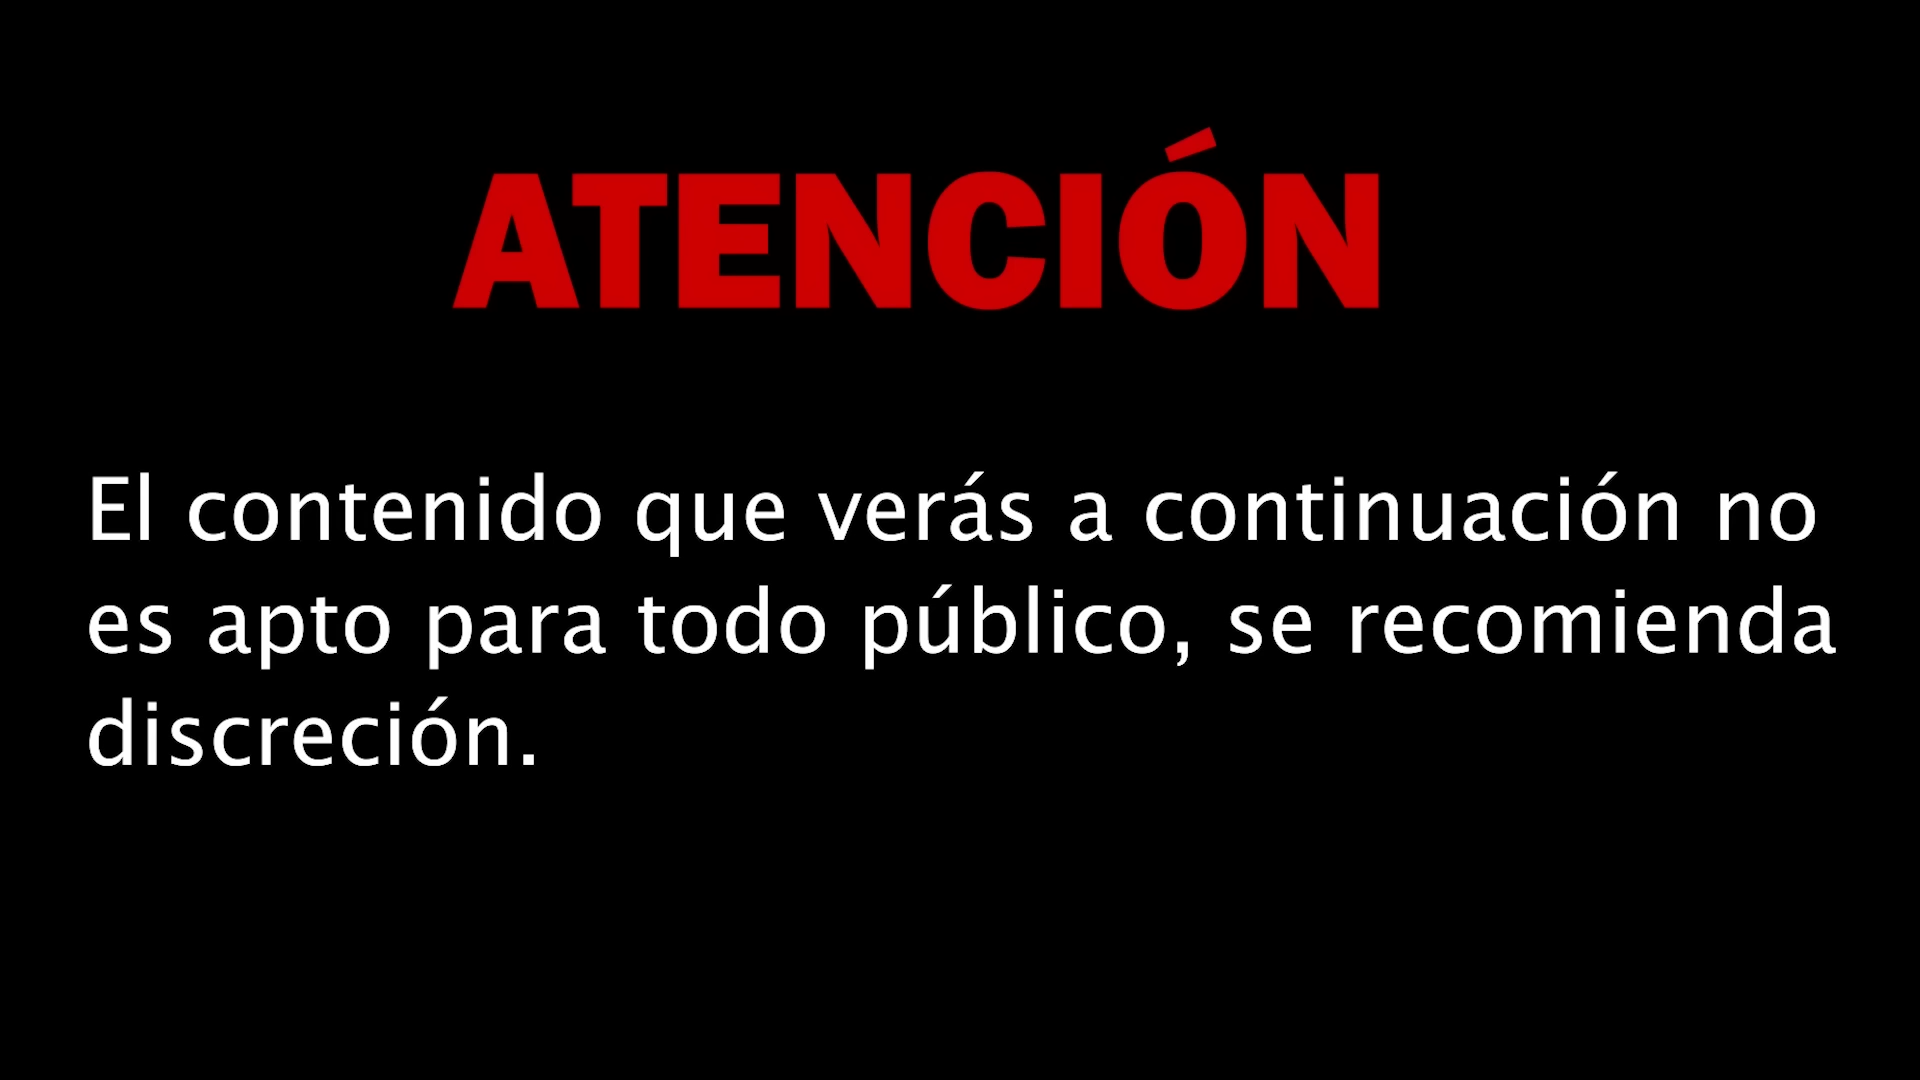 ATENCIÓN
El contenido que verás a continuación no
es apto para todo público, se recomienda
discreción.